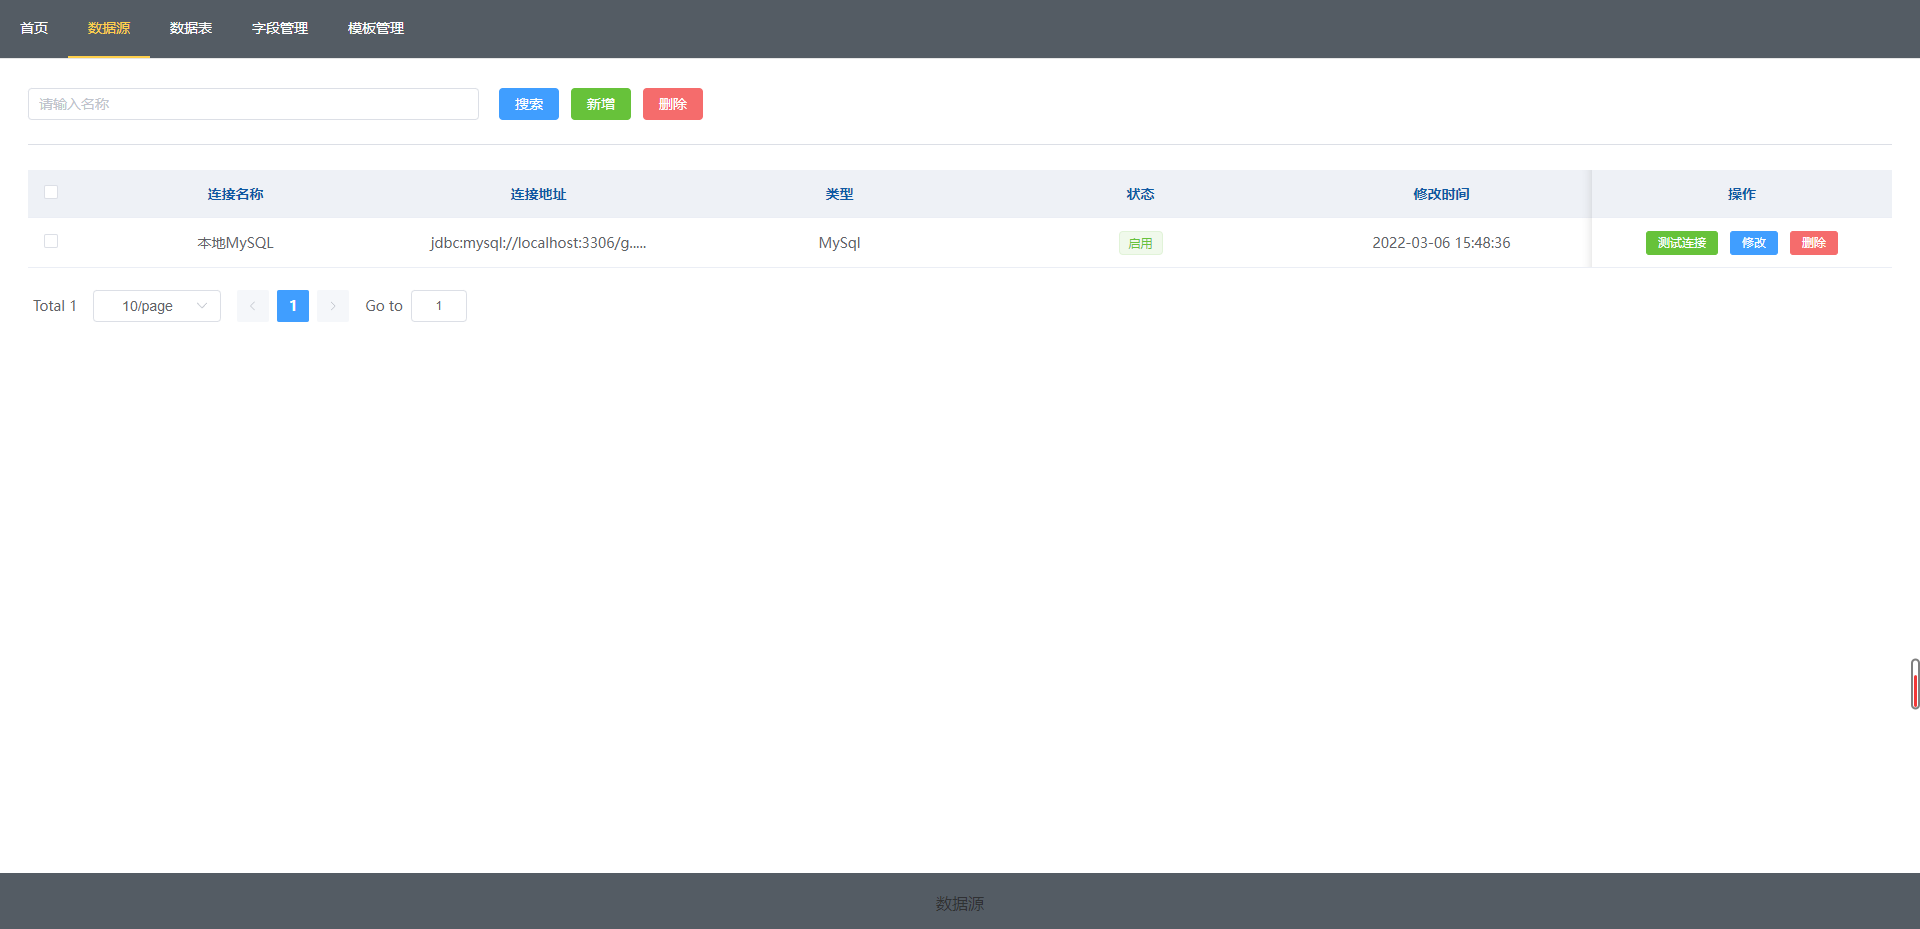 首页 数据源 数据表 字段管理 模板管理
请输入名称 搜索 新增 删除
连接名称 连接地址 类型 状态 修改时间 操作
本地MySQL jdbc:mysql://localhost:3306/g..... MySql 启用 2022-03-06 15:48:36 测试连接 修改 删除
Total 1 10/page 1 Go to 1
数据源